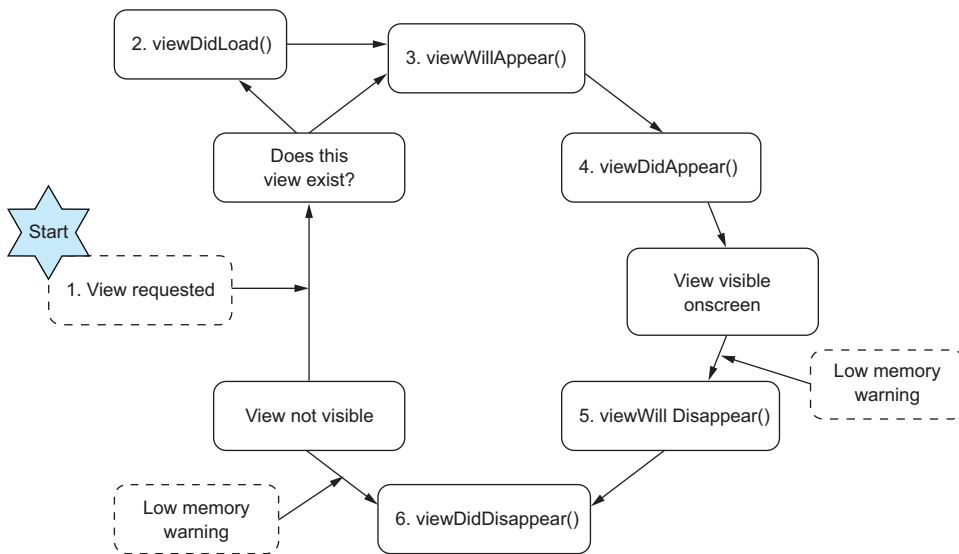 2. viewDidLoad()
3. viewWillAppear()
Does this
view exist?
4. viewDidAppear()
Start
1. View requested
View visible
onscreen
Low memory
warning
View not visible
5. viewWill Disappear()
Low memory
warning
6. viewDidDisappear()